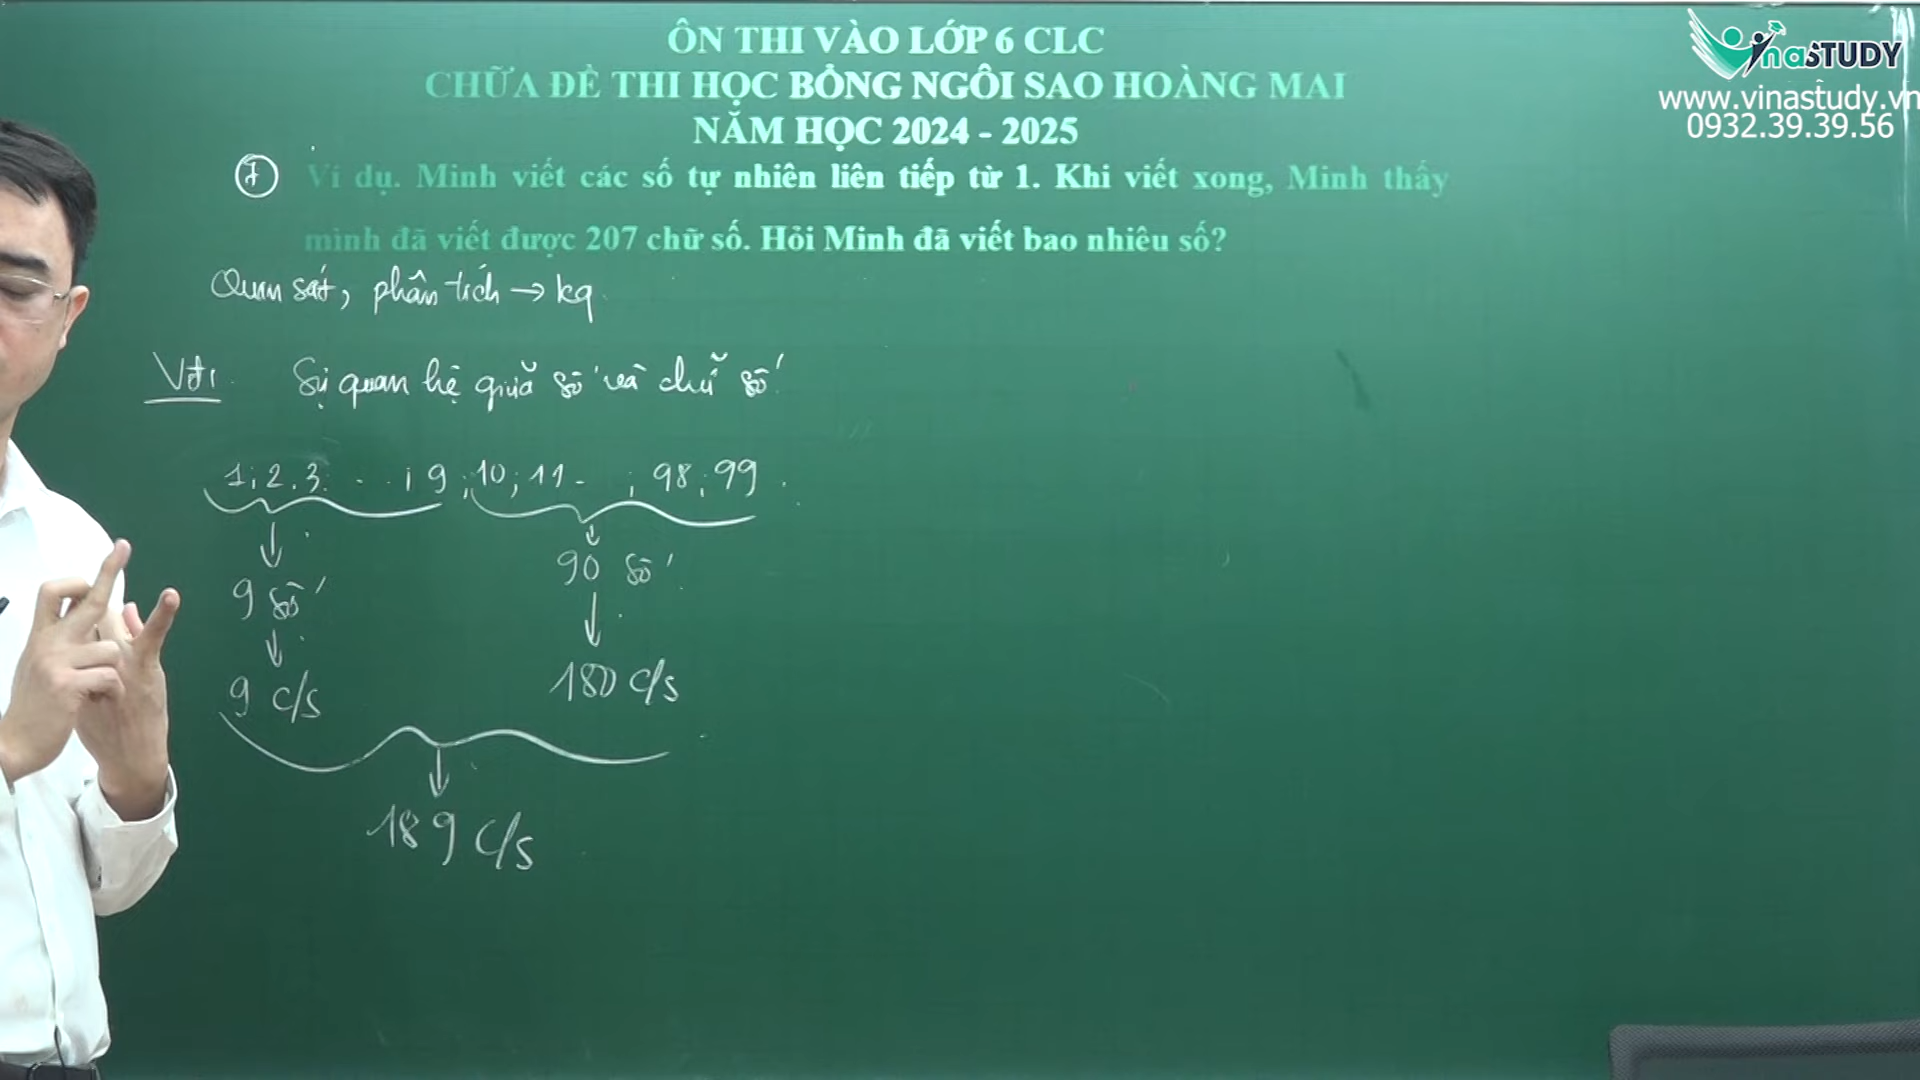 ÔN THI VÀO LỚP 6 CLC
CHỮA ĐỀ THI HỌC BỔNG NGÔI SAO HOÀNG MAI
NĂM HỌC 2024 - 2025
VinaSTUDY
www.vinastudy.vn
0932.39.39.56
Ví dụ. Minh viết các số tự nhiên liên tiếp từ 1. Khi viết xong, Minh thấy
mình đã viết được 207 chữ số. Hỏi Minh đã viết bao nhiêu số?
Quan sát, phân tích → kq.
Vđ1. Sự quan hệ giữa số và chữ số
1; 2. 3. . . ; 9 ; 10 ; 11 - ; 98 ; 99 .
↓ ↓
9 số 90 số
↓ ↓
9 c/s 180 c/s
↓
189 c/s